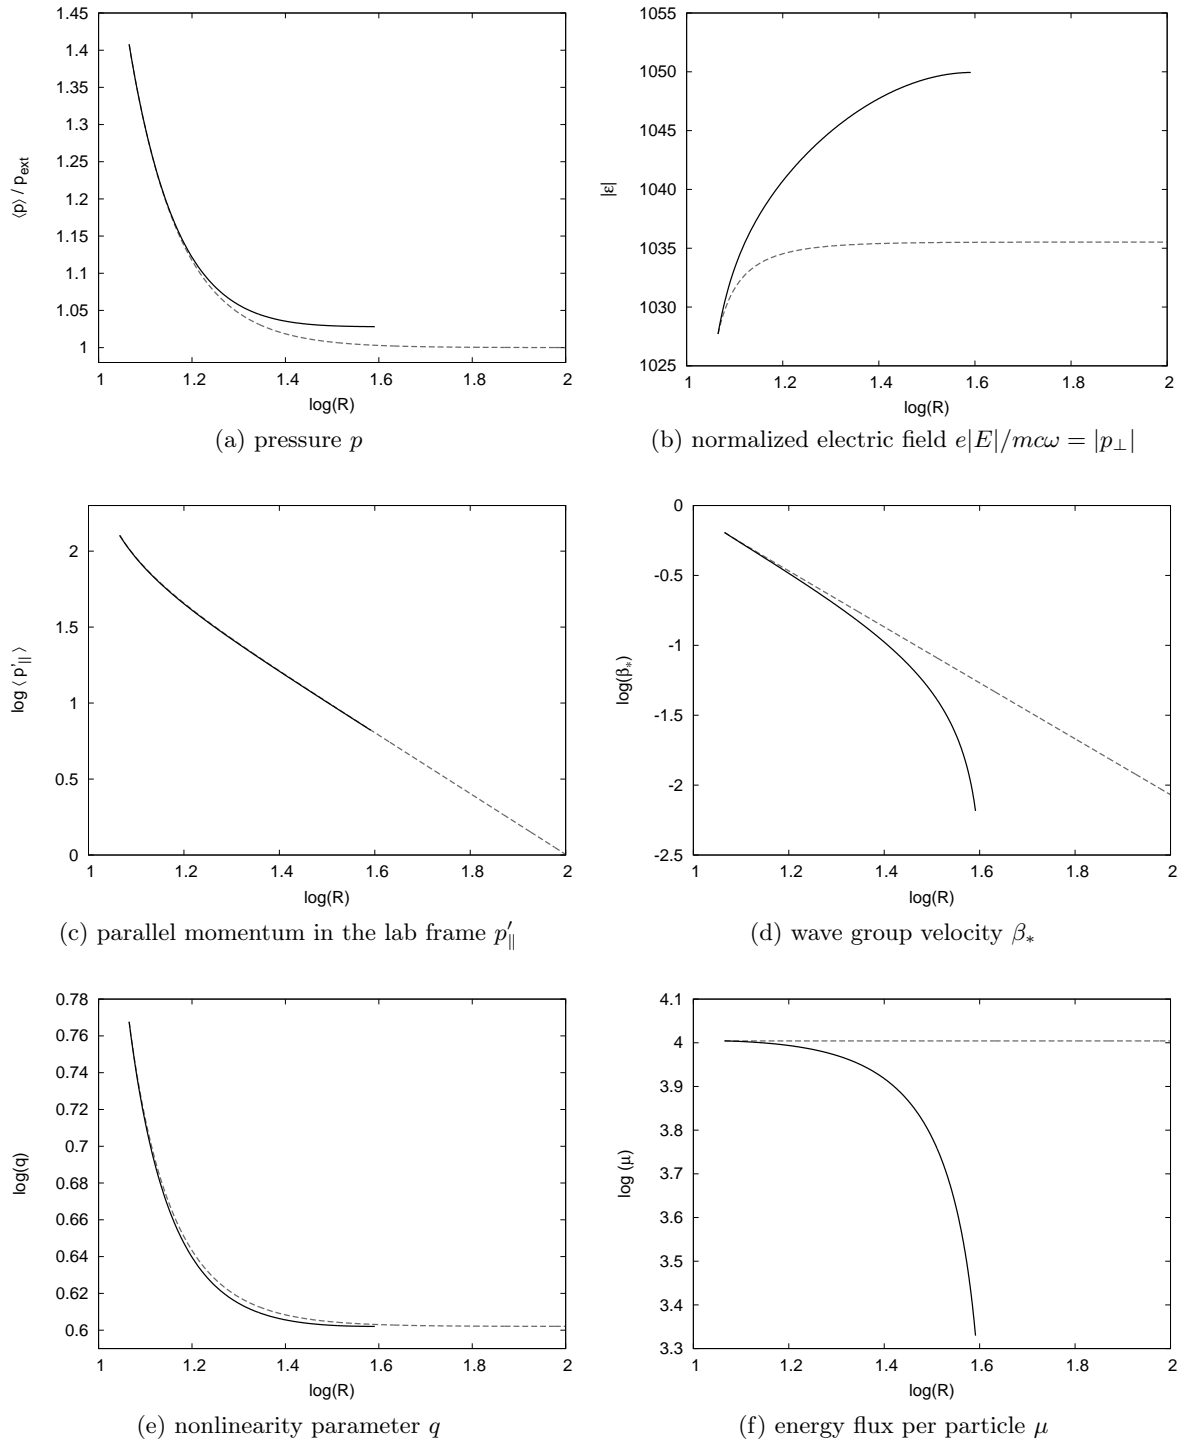 1.45
1.4
1.35
1.3
1.25
1.2
1.15
1.1
1.05
1
⟨p⟩ / p_ext
1 1.2 1.4 1.6 1.8 2
log(R)
(a) pressure p
1055
1050
1045
1040
1035
1030
1025
|ε|
1 1.2 1.4 1.6 1.8 2
log(R)
(b) normalized electric field e|E|/mcω = |p⊥|
2
1.5
1
0.5
0
log ⟨ p'_|| ⟩
1 1.2 1.4 1.6 1.8 2
log(R)
(c) parallel momentum in the lab frame p′_∥
0
-0.5
-1
-1.5
-2
-2.5
log(β_*)
1 1.2 1.4 1.6 1.8 2
log(R)
(d) wave group velocity β_*
0.78
0.76
0.74
0.72
0.7
0.68
0.66
0.64
0.62
0.6
log(q)
1 1.2 1.4 1.6 1.8 2
log(R)
(e) nonlinearity parameter q
4.1
4
3.9
3.8
3.7
3.6
3.5
3.4
3.3
log (μ)
1 1.2 1.4 1.6 1.8 2
log(R)
(f) energy flux per particle μ